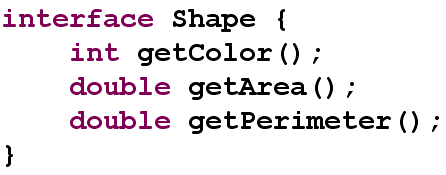 interface Shape {
    int getColor();
    double getArea();
    double getPerimeter();
}